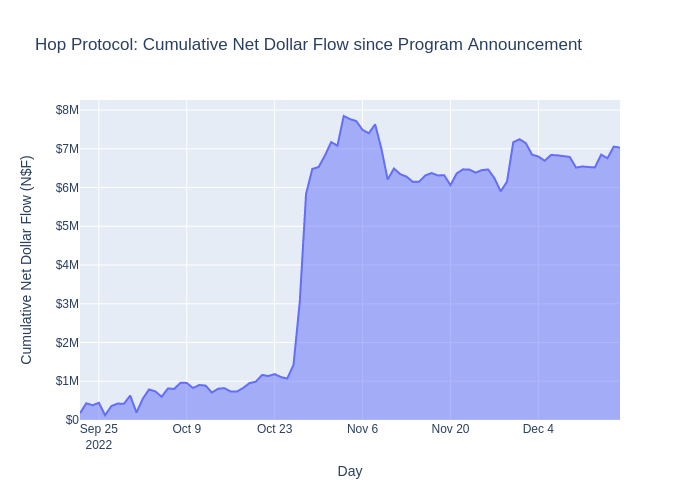 Hop Protocol: Cumulative Net Dollar Flow since Program Announcement
Cumulative Net Dollar Flow (N$F)
$8M
$7M
$6M
$5M
$4M
$3M
$2M
$1M
$0
Sep 25
2022
Oct 9
Oct 23
Nov 6
Nov 20
Dec 4
Day